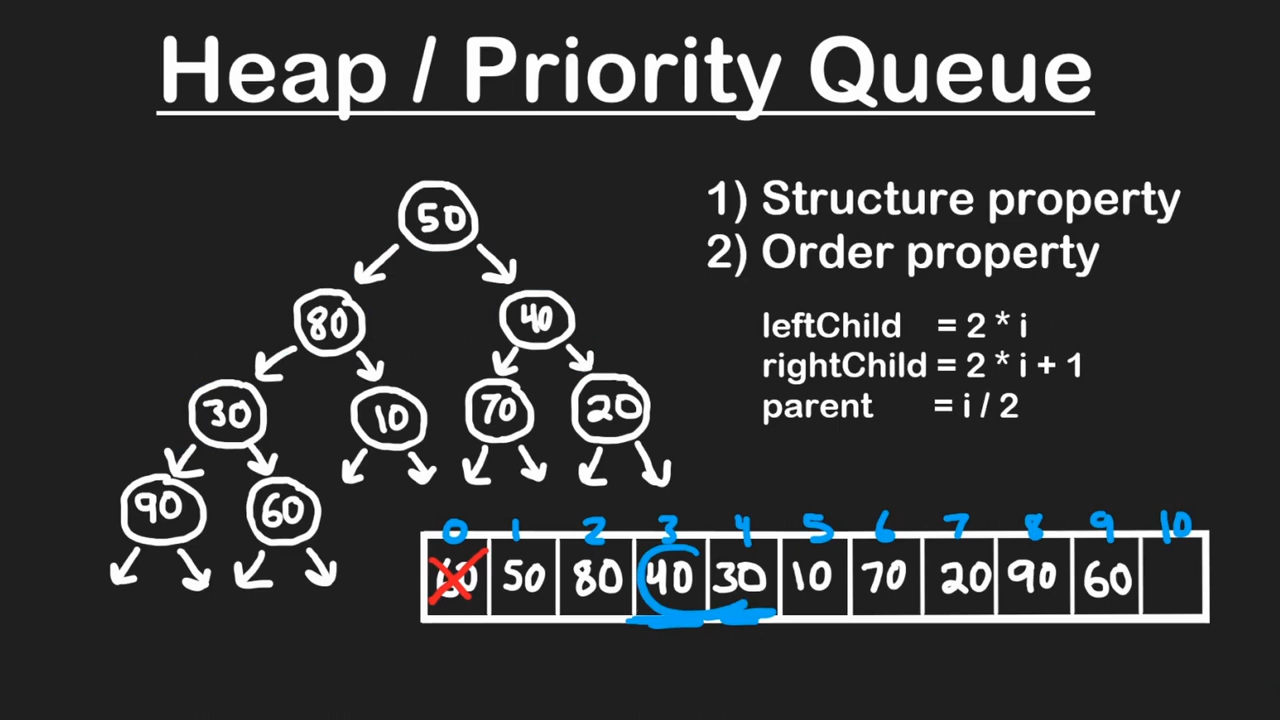 Heap / Priority Queue
1) Structure property
2) Order property
leftChild = 2 * i
rightChild = 2 * i + 1
parent = i / 2
50
80 40
30 10 70 20
90 60
0 1 2 3 4 5 6 7 8 9 10
60 50 80 40 30 10 70 20 90 60